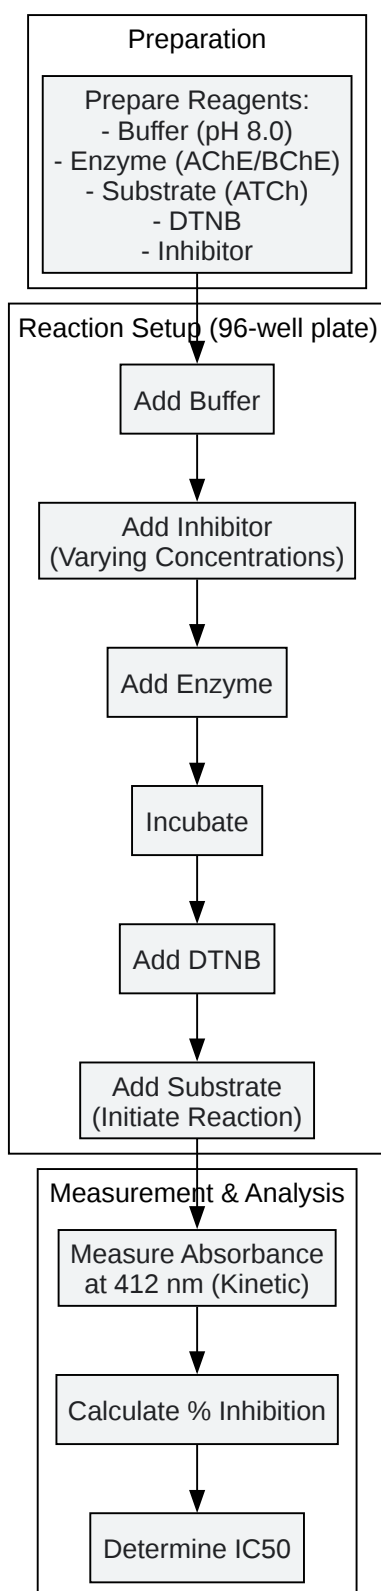 Preparation
Prepare Reagents:
- Buffer (pH 8.0)
- Enzyme (AChE/BChE)
- Substrate (ATCh)
- DTNB
- Inhibitor
Reaction Setup (96-well plate)
Add Buffer
Add Inhibitor
(Varying Concentrations)
Add Enzyme
Incubate
Add DTNB
Add Substrate
(Initiate Reaction)
Measurement & Analysis
Measure Absorbance
at 412 nm (Kinetic)
Calculate % Inhibition
Determine IC50